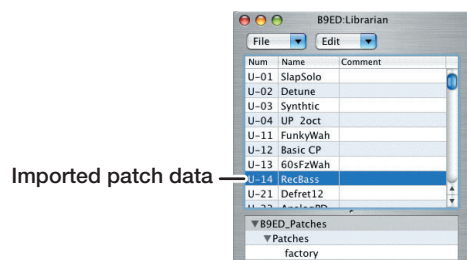 B9ED:Librarian
File Edit
Num Name Comment
U-01 SlapSolo
U-02 Detune
U-03 Synthtic
U-04 UP 2oct
U-11 FunkyWah
U-12 Basic CP
U-13 60sFzWah
Imported patch data U-14 RecBass
U-21 Defret12
B9ED_Patches
Patches
factory